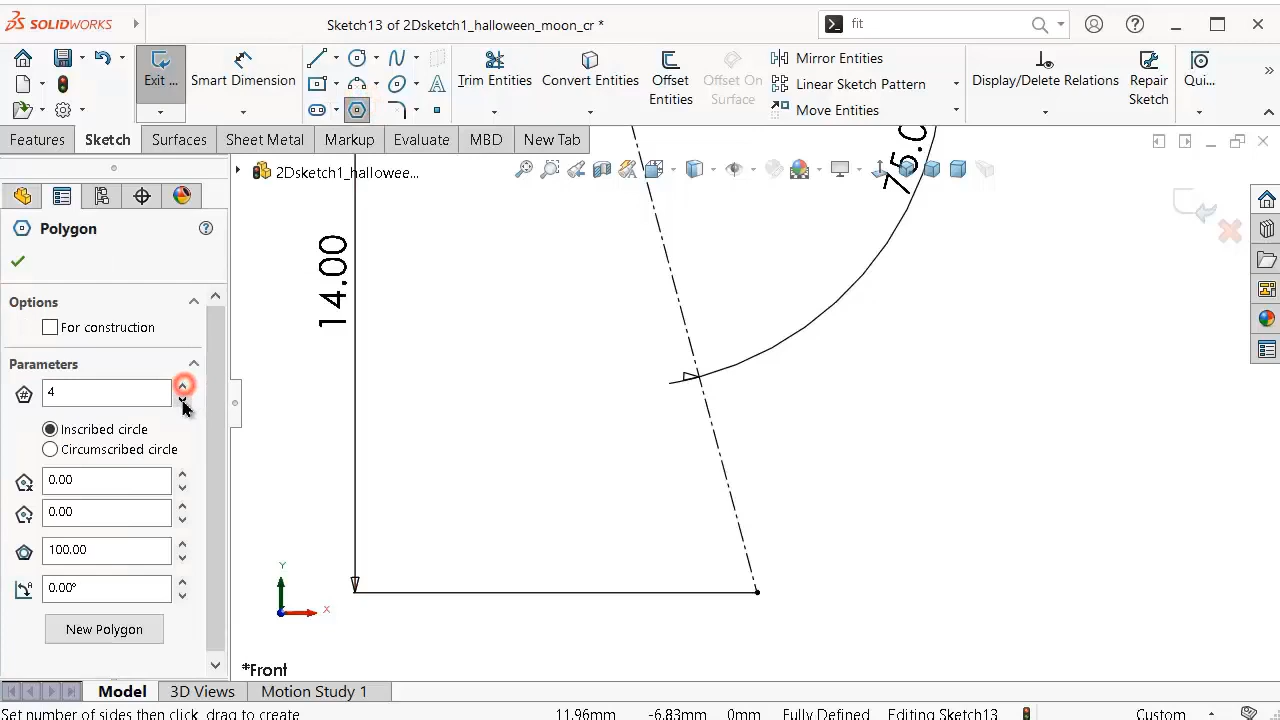 SOLIDWORKS
Sketch13 of 2Dsketch1_halloween_moon_cr *
fit
Exit ...
Smart Dimension
Trim Entities
Convert Entities
Offset Entities
Offset On Surface
Mirror Entities
Linear Sketch Pattern
Move Entities
Display/Delete Relations
Repair Sketch
Qui...
Features
Sketch
Surfaces
Sheet Metal
Markup
Evaluate
MBD
New Tab
2Dsketch1_hallowee...
Polygon
Options
For construction
Parameters
4
Inscribed circle
Circumscribed circle
0.00
0.00
100.00
0.00°
New Polygon
14.00
75.0
Y
X
*Front
Model
3D Views
Motion Study 1
Set number of sides then click, drag to create
11.96mm
-6.83mm
0mm
Fully Defined
Editing Sketch13
Custom